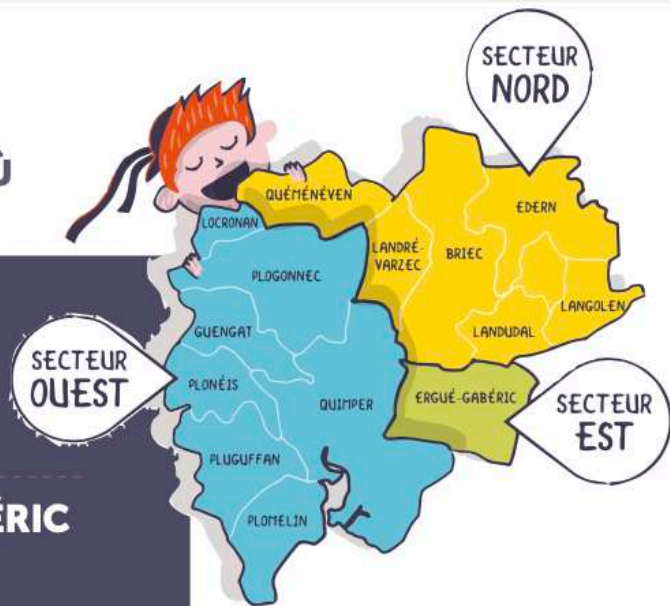 SECTEUR
NORD
QUÉMÉNÉVEN
EDERN
LOCRONAN
LANDRÉ-
VARZEC
BRIEC
PLOGONNEC
LANGOLEN
GUENGAT
LANDUDAL
SECTEUR
OUEST
PLONÉIS
QUIMPER
ERGUÉ-GABÉRIC
SECTEUR
EST
PLUGUFFAN
ÉRIC
PLOMELIN